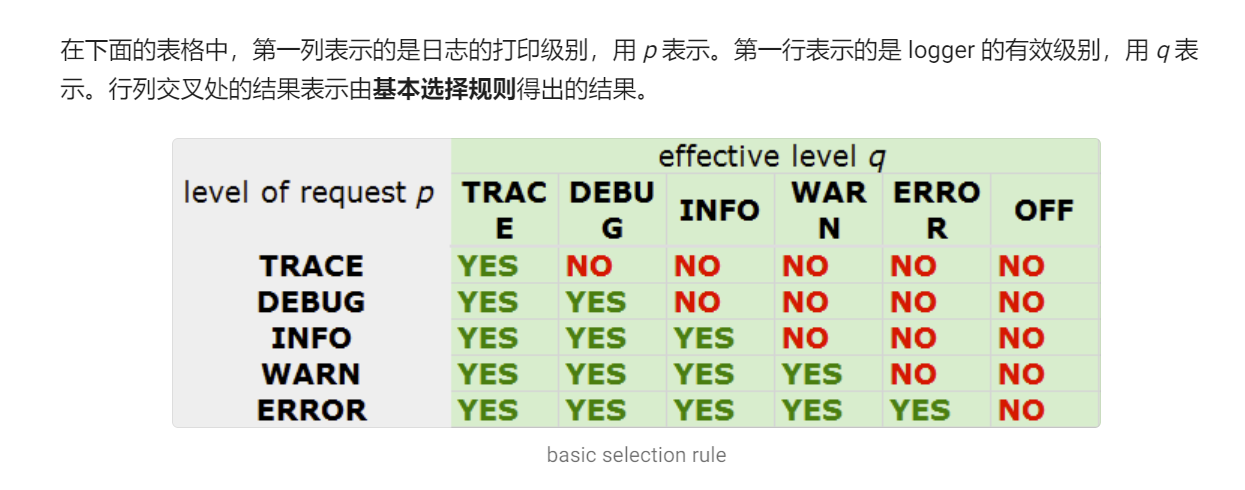 在下面的表格中，第一列表示的是日志的打印级别，用 p 表示。第一行表示的是 logger 的有效级别，用 q 表
示。行列交叉处的结果表示由基本选择规则得出的结果。
effective level q
level of request p TRACE DEBUG INFO WARN ERROR OFF
TRACE YES NO NO NO NO NO
DEBUG YES YES NO NO NO NO
INFO YES YES YES NO NO NO
WARN YES YES YES YES NO NO
ERROR YES YES YES YES YES NO
basic selection rule